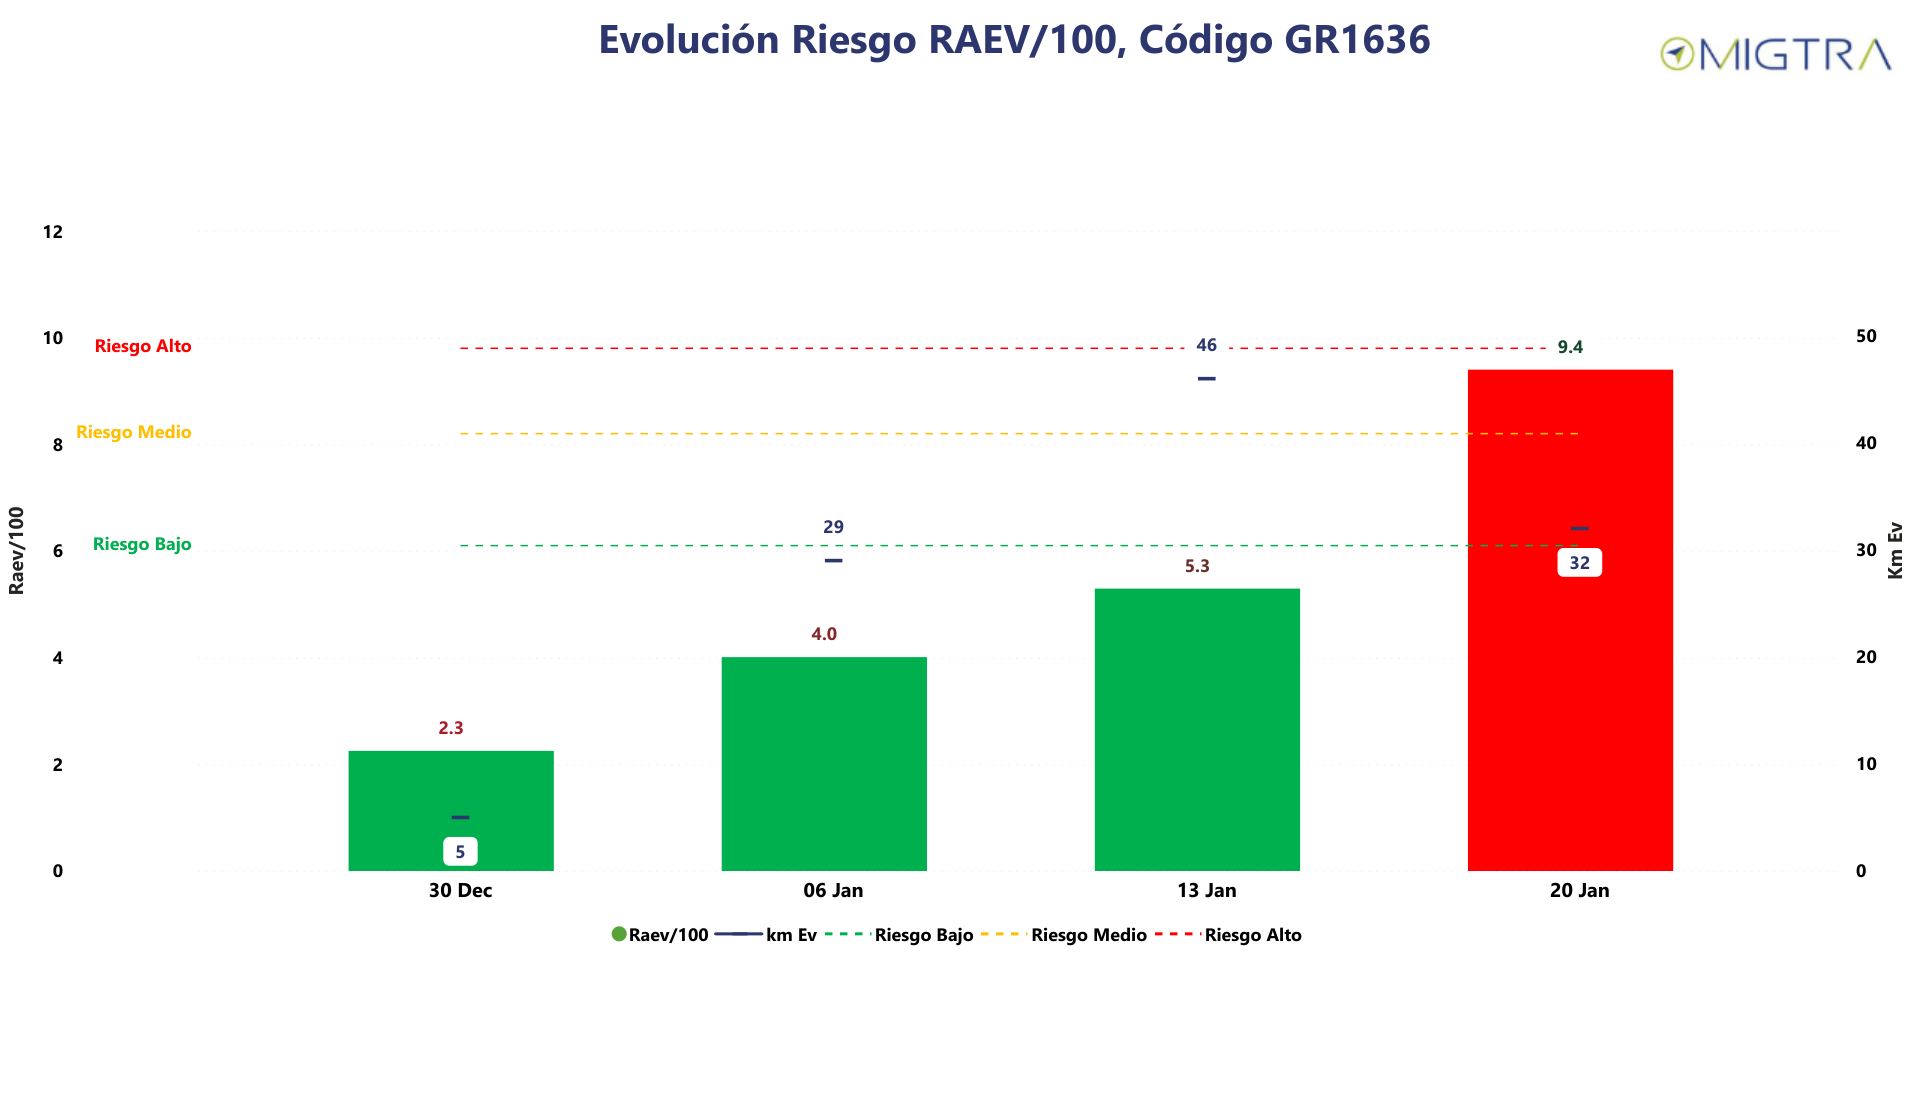 Evolución Riesgo RAEV/100, Código GR1636
MIGTRA
12
10
8
6
4
2
0
Raev/100
Riesgo Alto
Riesgo Medio
Riesgo Bajo
2.3
5
29
4.0
46
5.3
9.4
32
50
40
30
20
10
0
Km Ev
30 Dec
06 Jan
13 Jan
20 Jan
Raev/100 km Ev Riesgo Bajo Riesgo Medio Riesgo Alto